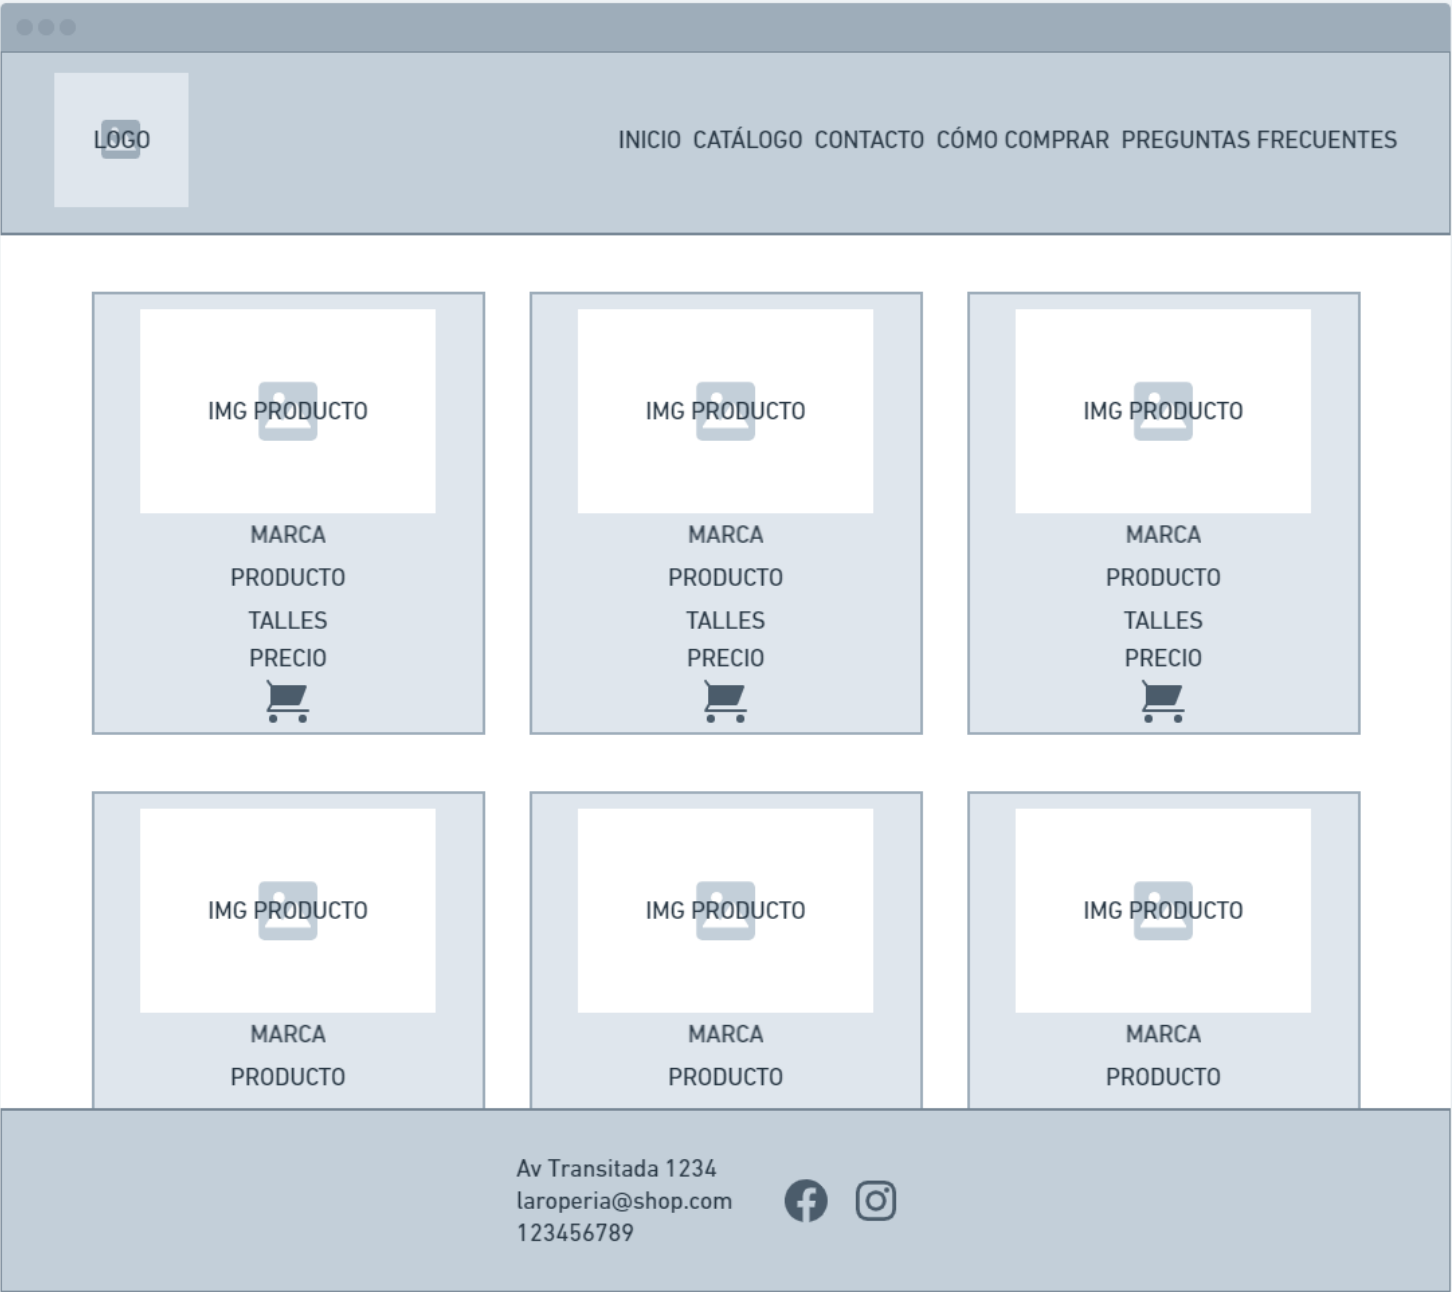 LOGO
INICIO CATÁLOGO CONTACTO CÓMO COMPRAR PREGUNTAS FRECUENTES
IMG PRODUCTO
MARCA
PRODUCTO
TALLES
PRECIO
IMG PRODUCTO
MARCA
PRODUCTO
TALLES
PRECIO
IMG PRODUCTO
MARCA
PRODUCTO
TALLES
PRECIO
IMG PRODUCTO
MARCA
PRODUCTO
IMG PRODUCTO
MARCA
PRODUCTO
IMG PRODUCTO
MARCA
PRODUCTO
Av Transitada 1234
laroperia@shop.com
123456789